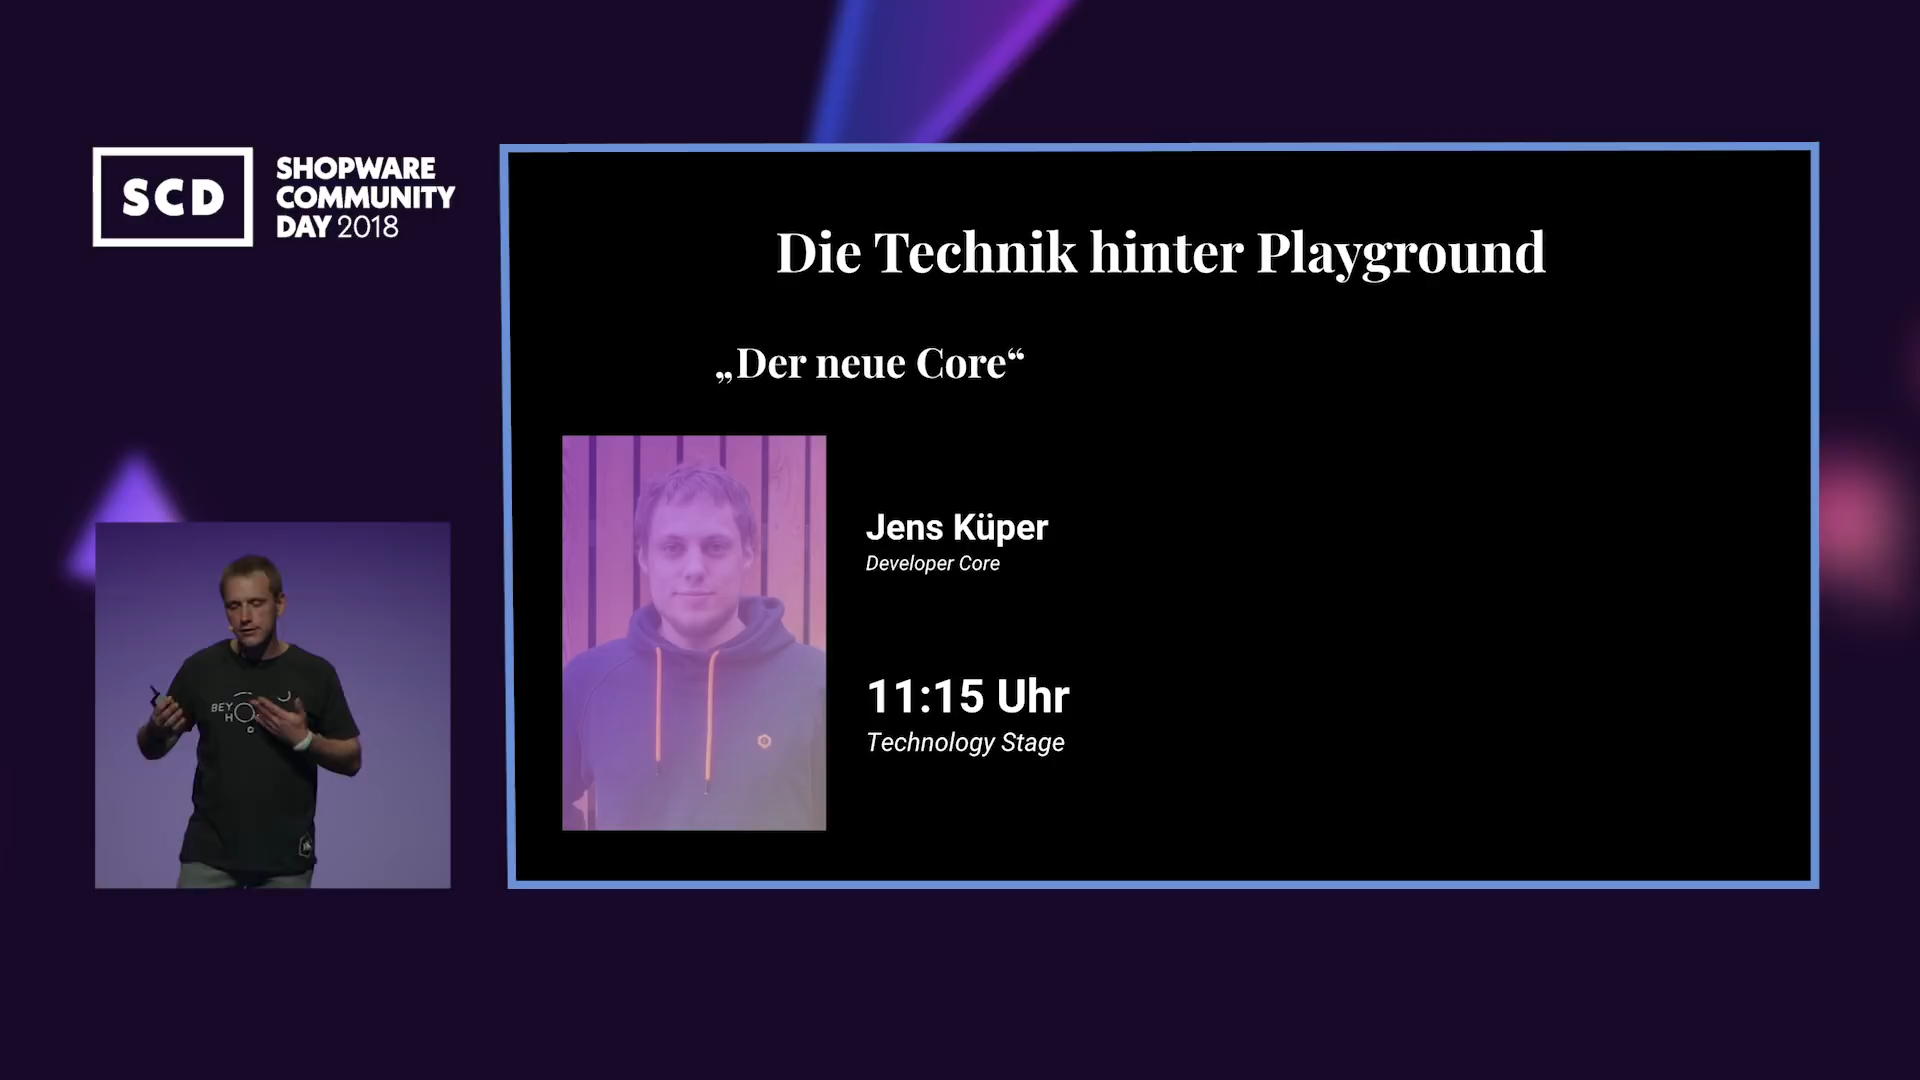 SCD
SHOPWARE
COMMUNITY
DAY 2018
Die Technik hinter Playground
„Der neue Core“
Jens Küper
Developer Core
11:15 Uhr
Technology Stage
BEY
H